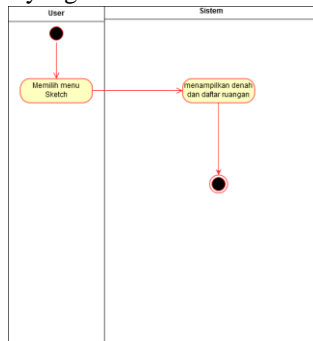 User
Sistem
Memilih menu
Sketch
menampilkan denah
dan daftar ruangan